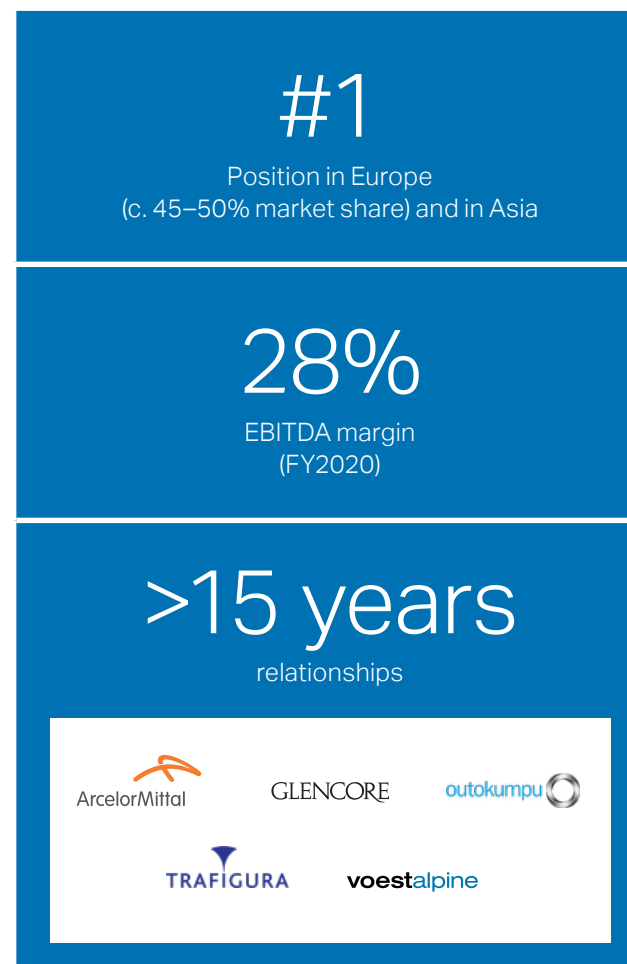 #1
Position in Europe
(c. 45–50% market share) and in Asia
28%
EBITDA margin
(FY2020)
>15 years
relationships
ArcelorMittal
GLENCORE
outokumpu
TRAFIGURA
voestalpine